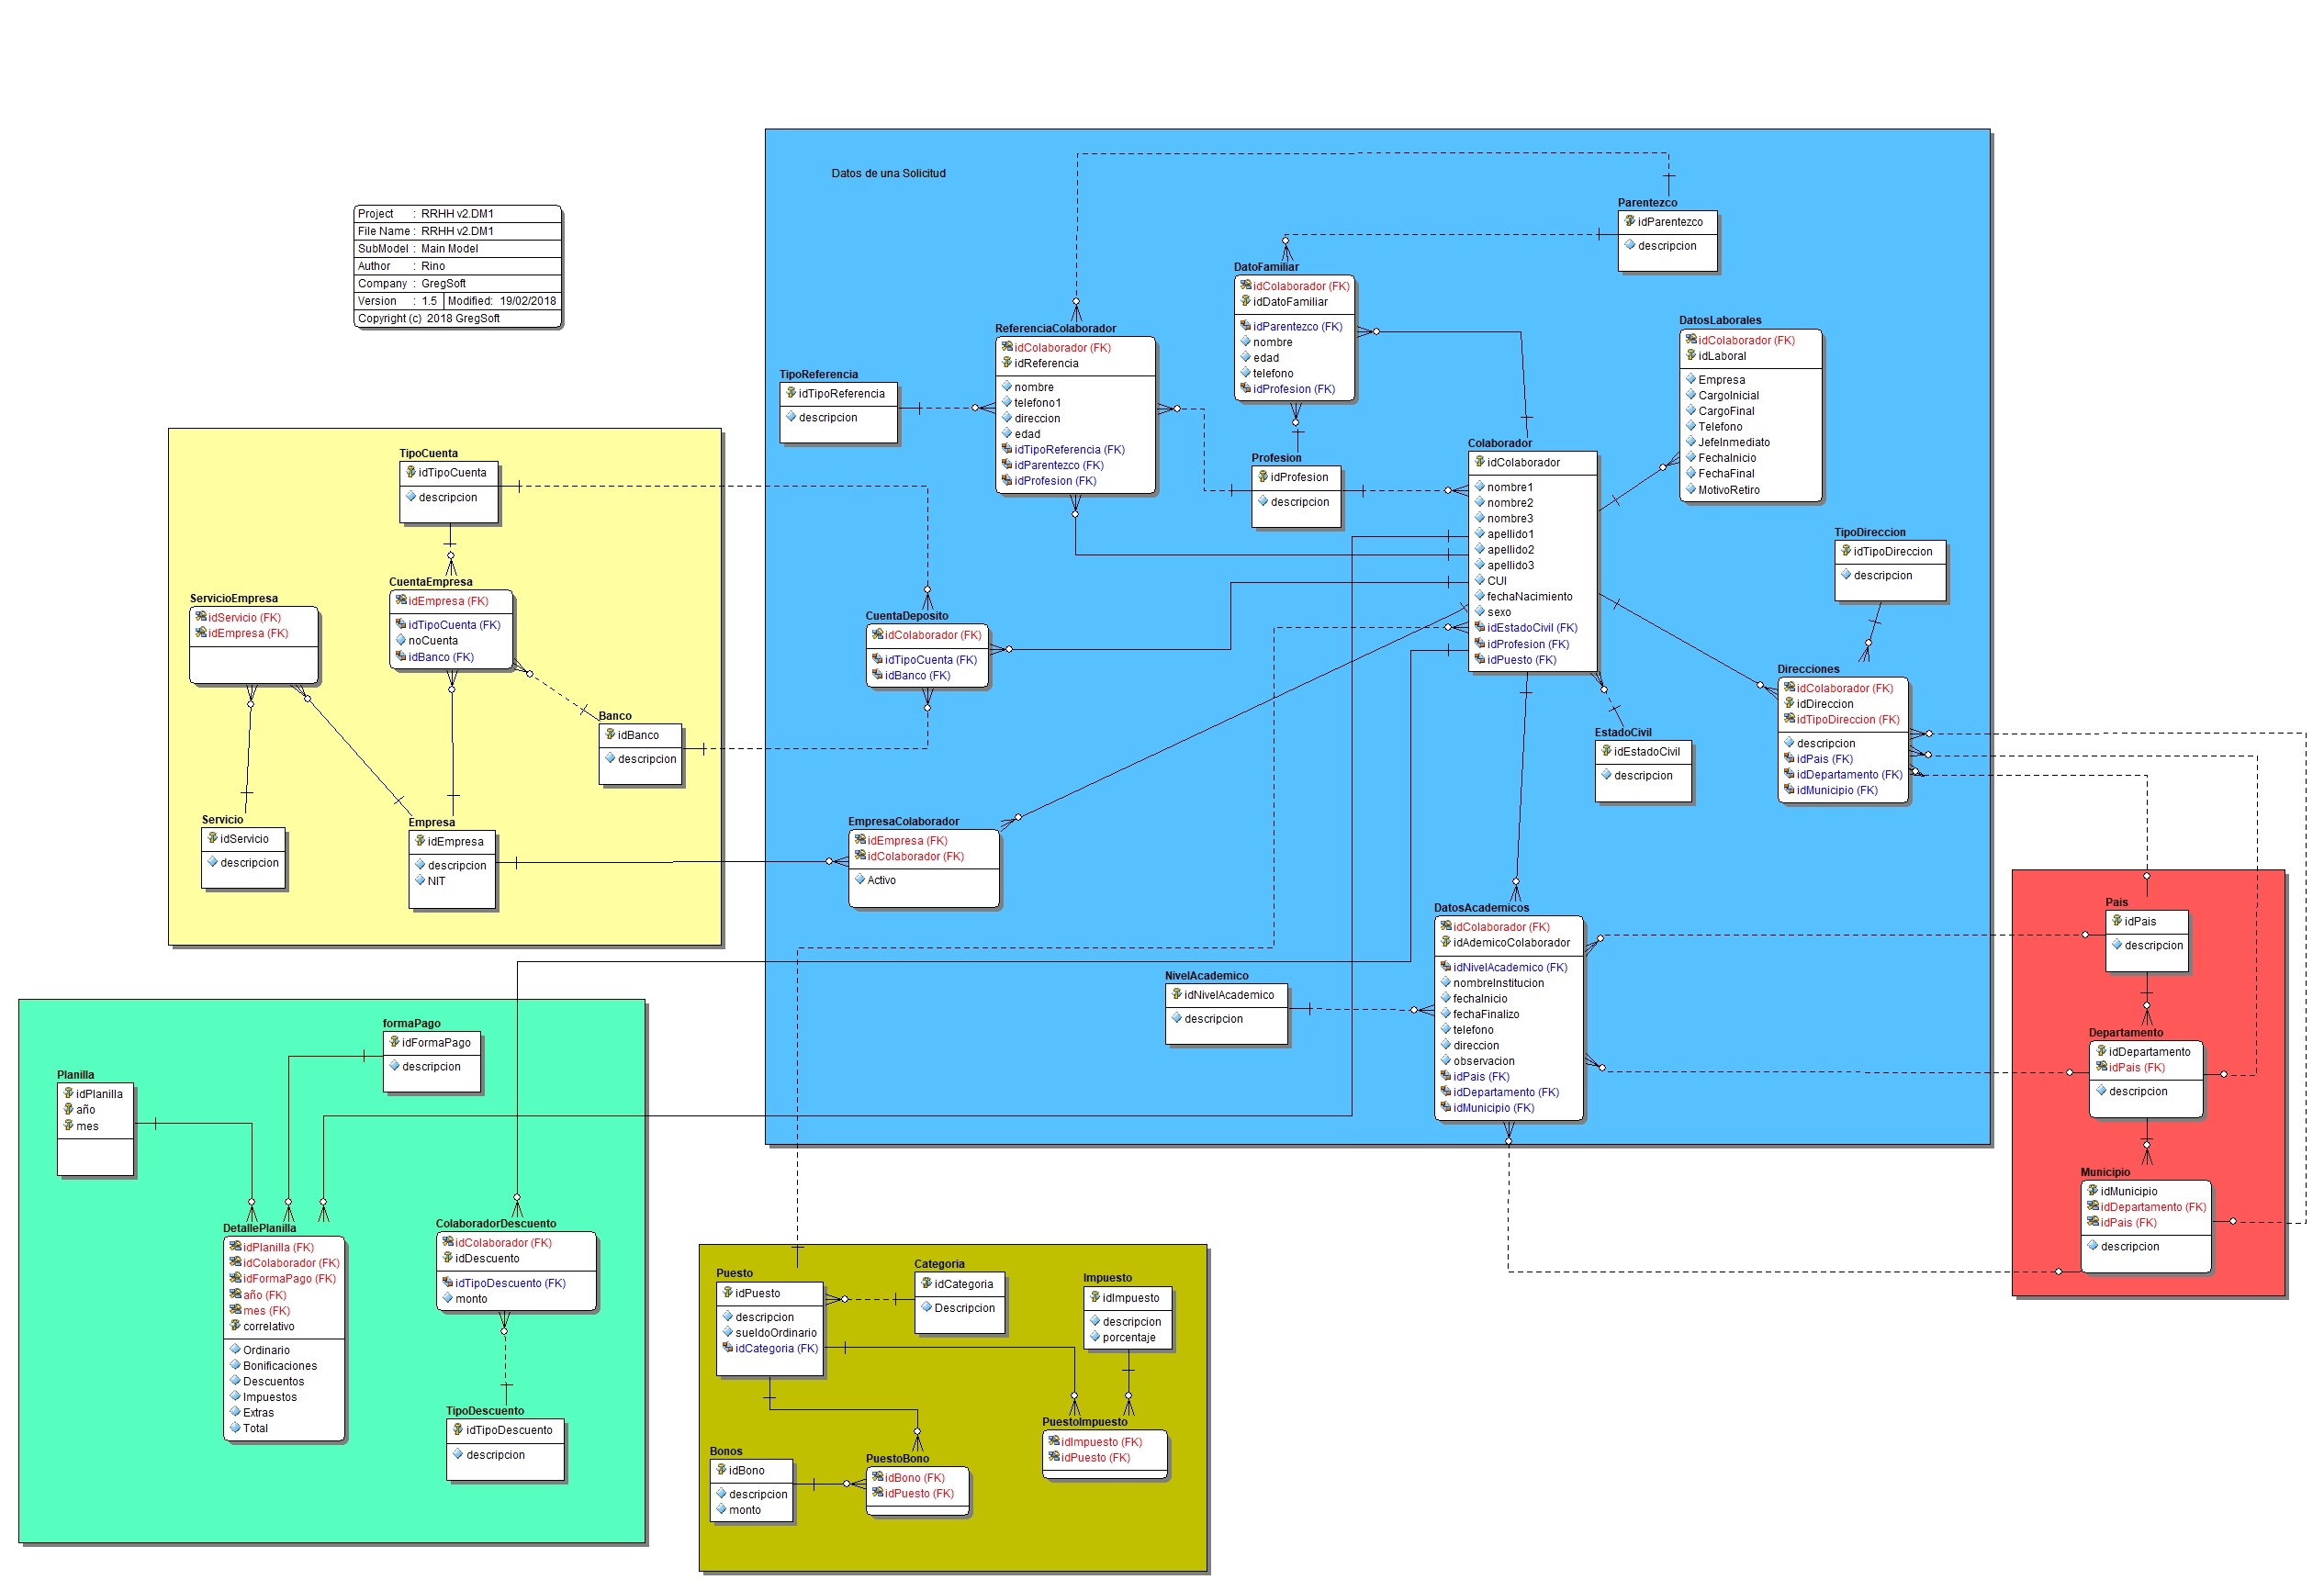 Datos de una Solicitud
Project : RRHH v2.DM1
File Name : RRHH v2.DM1
SubModel : Main Model
Author : Rino
Company : GregSoft
Version : 1.5 Modified: 19/02/2018
Copyright (c) 2018 GregSoft
Parentezco
idParentezco
descripcion
DatoFamiliar
idColaborador (FK)
idDatoFamiliar
idParentezco (FK)
nombre
edad
telefono
idProfesion (FK)
ReferenciaColaborador
idColaborador (FK)
idReferencia
nombre
telefono1
direccion
edad
idTipoReferencia (FK)
idParentezco (FK)
idProfesion (FK)
DatosLaborales
idColaborador (FK)
idLaboral
Empresa
CargoInicial
CargoFinal
Telefono
JefeInmediato
FechaInicio
FechaFinal
MotivoRetiro
TipoReferencia
idTipoReferencia
descripcion
Profesion
idProfesion
descripcion
Colaborador
idColaborador
nombre1
nombre2
nombre3
apellido1
apellido2
apellido3
CUI
fechaNacimiento
sexo
idEstadoCivil (FK)
idProfesion (FK)
idPuesto (FK)
TipoDireccion
idTipoDireccion
descripcion
TipoCuenta
idTipoCuenta
descripcion
CuentaEmpresa
idEmpresa (FK)
idTipoCuenta (FK)
noCuenta
idBanco (FK)
ServicioEmpresa
idServicio (FK)
idEmpresa (FK)
CuentaDeposito
idColaborador (FK)
idTipoCuenta (FK)
idBanco (FK)
Direcciones
idColaborador (FK)
idDireccion
idTipoDireccion (FK)
descripcion
idPais (FK)
idDepartamento (FK)
idMunicipio (FK)
Banco
idBanco
descripcion
EstadoCivil
idEstadoCivil
descripcion
Servicio
idServicio
descripcion
Empresa
idEmpresa
descripcion
NIT
EmpresaColaborador
idEmpresa (FK)
idColaborador (FK)
Activo
DatosAcademicos
idColaborador (FK)
idAdemicoColaborador
idNivelAcademico (FK)
nombreInstitucion
fechaInicio
fechaFinalizo
telefono
direccion
observacion
idPais (FK)
idDepartamento (FK)
idMunicipio (FK)
NivelAcademico
idNivelAcademico
descripcion
Pais
idPais
descripcion
Departamento
idDepartamento
idPais (FK)
descripcion
Municipio
idMunicipio
idDepartamento (FK)
idPais (FK)
descripcion
formaPago
idFormaPago
descripcion
Planilla
idPlanilla
año
mes
DetallePlanilla
idPlanilla (FK)
idColaborador (FK)
idFormaPago (FK)
año (FK)
mes (FK)
correlativo
Ordinario
Bonificaciones
Descuentos
Impuestos
Extras
Total
ColaboradorDescuento
idColaborador (FK)
idDescuento
idTipoDescuento (FK)
monto
TipoDescuento
idTipoDescuento
descripcion
Puesto
idPuesto
descripcion
sueldoOrdinario
idCategoria (FK)
Categoria
idCategoria
Descripcion
Impuesto
idImpuesto
descripcion
porcentaje
PuestoImpuesto
idImpuesto (FK)
idPuesto (FK)
Bonos
idBono
descripcion
monto
PuestoBono
idBono (FK)
idPuesto (FK)